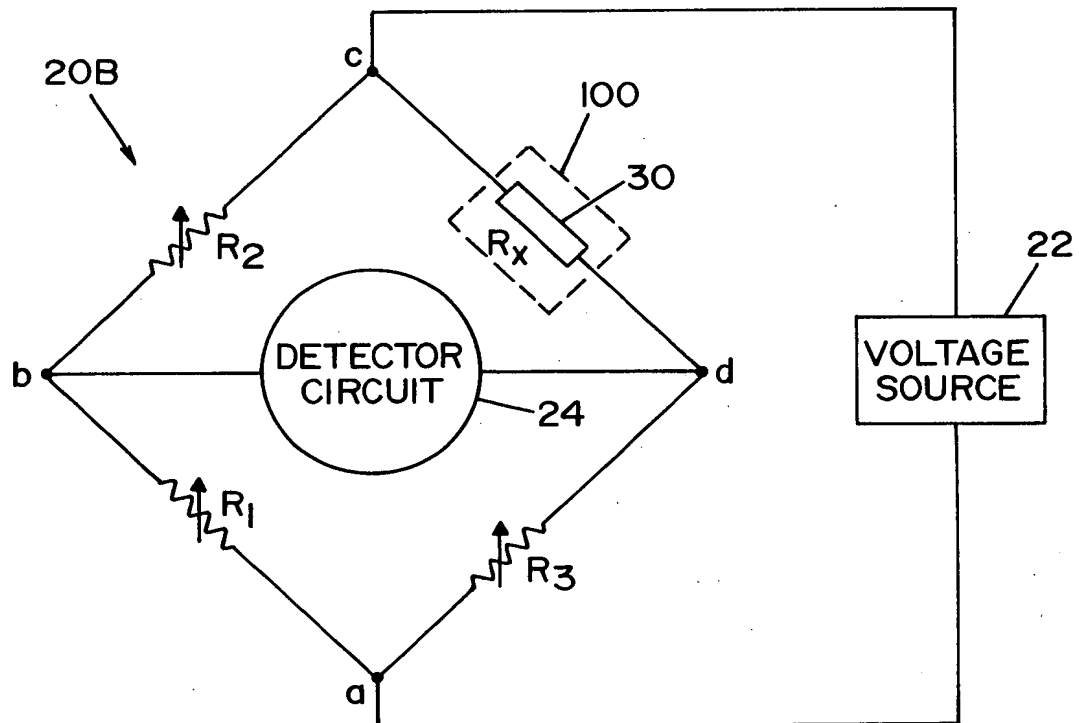 c
20B
100
30
R2
Rx
22
DETECTOR
CIRCUIT
VOLTAGE
SOURCE
b
d
24
R1
R3
a